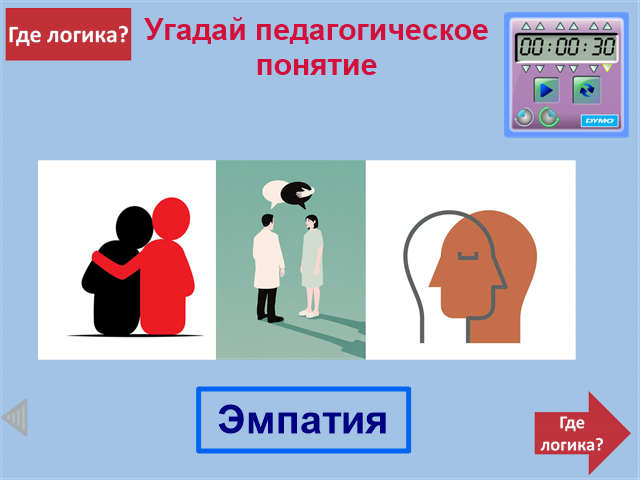 Где логика?
Угадай педагогическое
понятие
00:00:30
DYMO
Эмпатия
Где
логика?